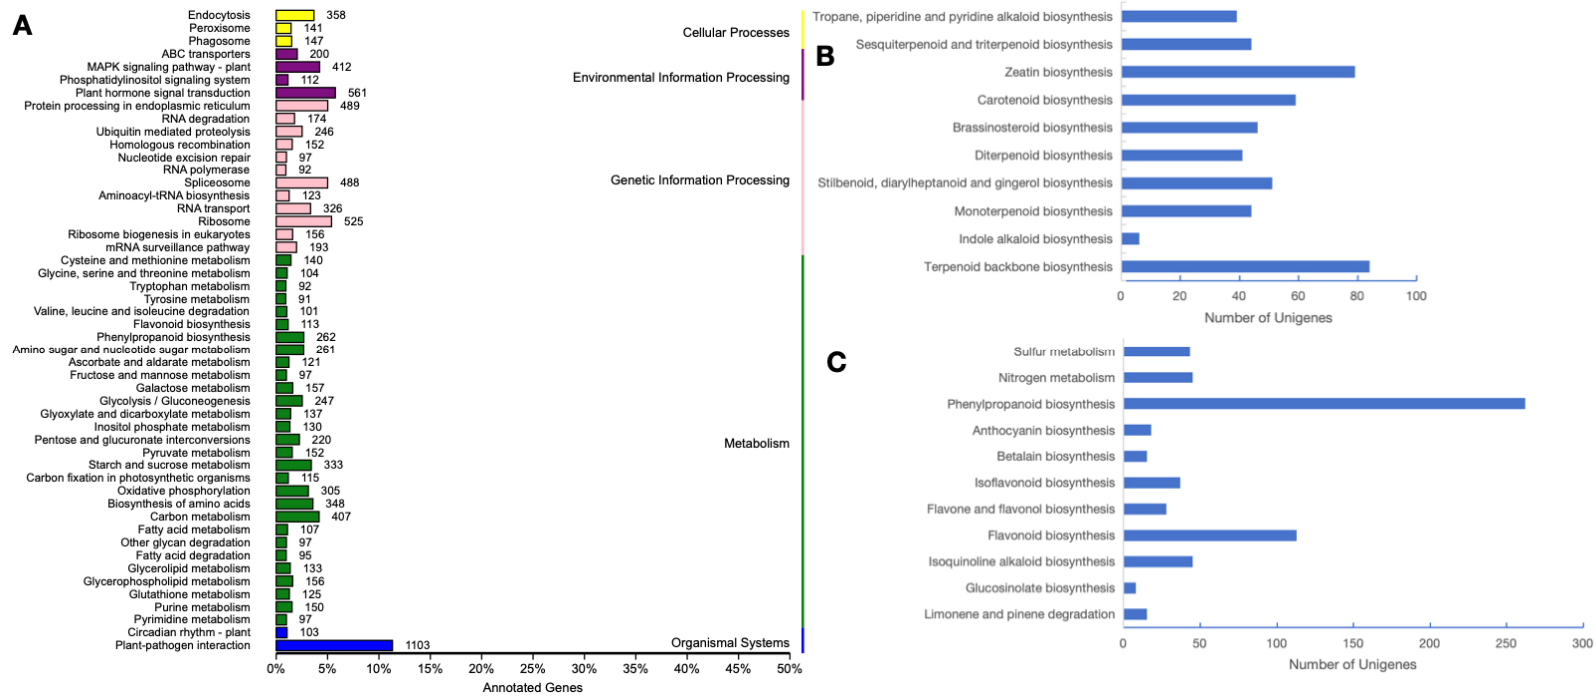 A
Endocytosis 358
Peroxisome 141
Phagosome 147
ABC transporters 200
MAPK signaling pathway - plant 412
Phosphatidylinositol signaling system 112
Plant hormone signal transduction 561
Protein processing in endoplasmic reticulum 489
RNA degradation 174
Ubiquitin mediated proteolysis 246
Homologous recombination 152
Nucleotide excision repair 97
RNA polymerase 92
Spliceosome 488
Aminoacyl-tRNA biosynthesis 123
RNA transport 326
Ribosome 525
Ribosome biogenesis in eukaryotes 156
mRNA surveillance pathway 193
Cysteine and methionine metabolism 140
Glycine, serine and threonine metabolism 104
Tryptophan metabolism 92
Tyrosine metabolism 91
Valine, leucine and isoleucine degradation 101
Flavonoid biosynthesis 113
Phenylpropanoid biosynthesis 262
Amino sugar and nucleotide sugar metabolism 261
Ascorbate and aldarate metabolism 121
Fructose and mannose metabolism 97
Galactose metabolism 157
Glycolysis / Gluconeogenesis 247
Glyoxylate and dicarboxylate metabolism 137
Inositol phosphate metabolism 130
Pentose and glucuronate interconversions 220
Pyruvate metabolism 152
Starch and sucrose metabolism 333
Carbon fixation in photosynthetic organisms 115
Oxidative phosphorylation 305
Biosynthesis of amino acids 348
Carbon metabolism 407
Fatty acid metabolism 107
Other glycan degradation 97
Fatty acid degradation 95
Glycerolipid metabolism 133
Glycerophospholipid metabolism 156
Glutathione metabolism 125
Purine metabolism 150
Pyrimidine metabolism 97
Circadian rhythm - plant 103
Plant-pathogen interaction 1103
0% 5% 10% 15% 20% 25% 30% 35% 40% 45% 50%
Annotated Genes
Cellular Processes
Environmental Information Processing
Genetic Information Processing
Metabolism
Organismal Systems
B
Tropane, piperidine and pyridine alkaloid biosynthesis
Sesquiterpenoid and triterpenoid biosynthesis
Zeatin biosynthesis
Carotenoid biosynthesis
Brassinosteroid biosynthesis
Diterpenoid biosynthesis
Stilbenoid, diarylheptanoid and gingerol biosynthesis
Monoterpenoid biosynthesis
Indole alkaloid biosynthesis
Terpenoid backbone biosynthesis
0 20 40 60 80 100
Number of Unigenes
C
Sulfur metabolism
Nitrogen metabolism
Phenylpropanoid biosynthesis
Anthocyanin biosynthesis
Betalain biosynthesis
Isoflavonoid biosynthesis
Flavone and flavonol biosynthesis
Flavonoid biosynthesis
Isoquinoline alkaloid biosynthesis
Glucosinolate biosynthesis
Limonene and pinene degradation
0 50 100 150 200 250 300
Number of Unigenes